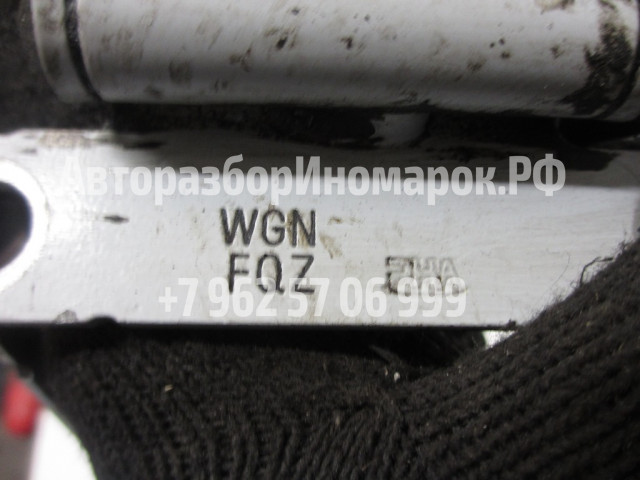 АвторазборИномарок.РФ
WGN
FQZ
+7 962 57 06 999